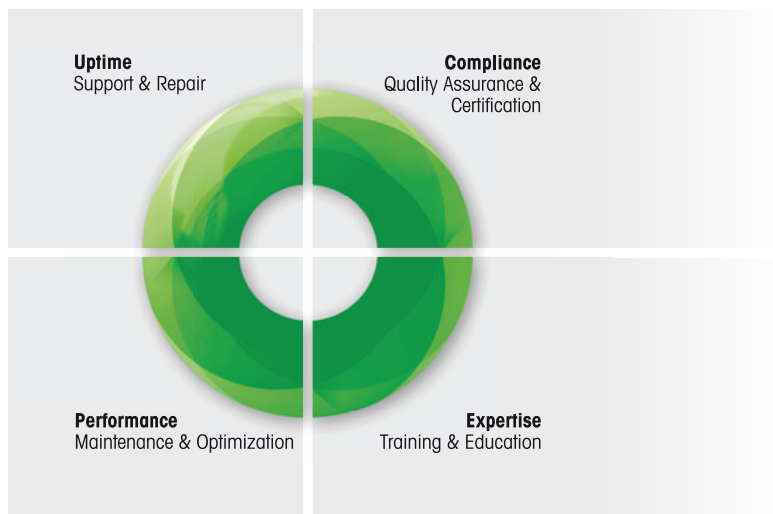 Uptime
Support & Repair
Compliance
Quality Assurance &
Certification
Performance
Maintenance & Optimization
Expertise
Training & Education